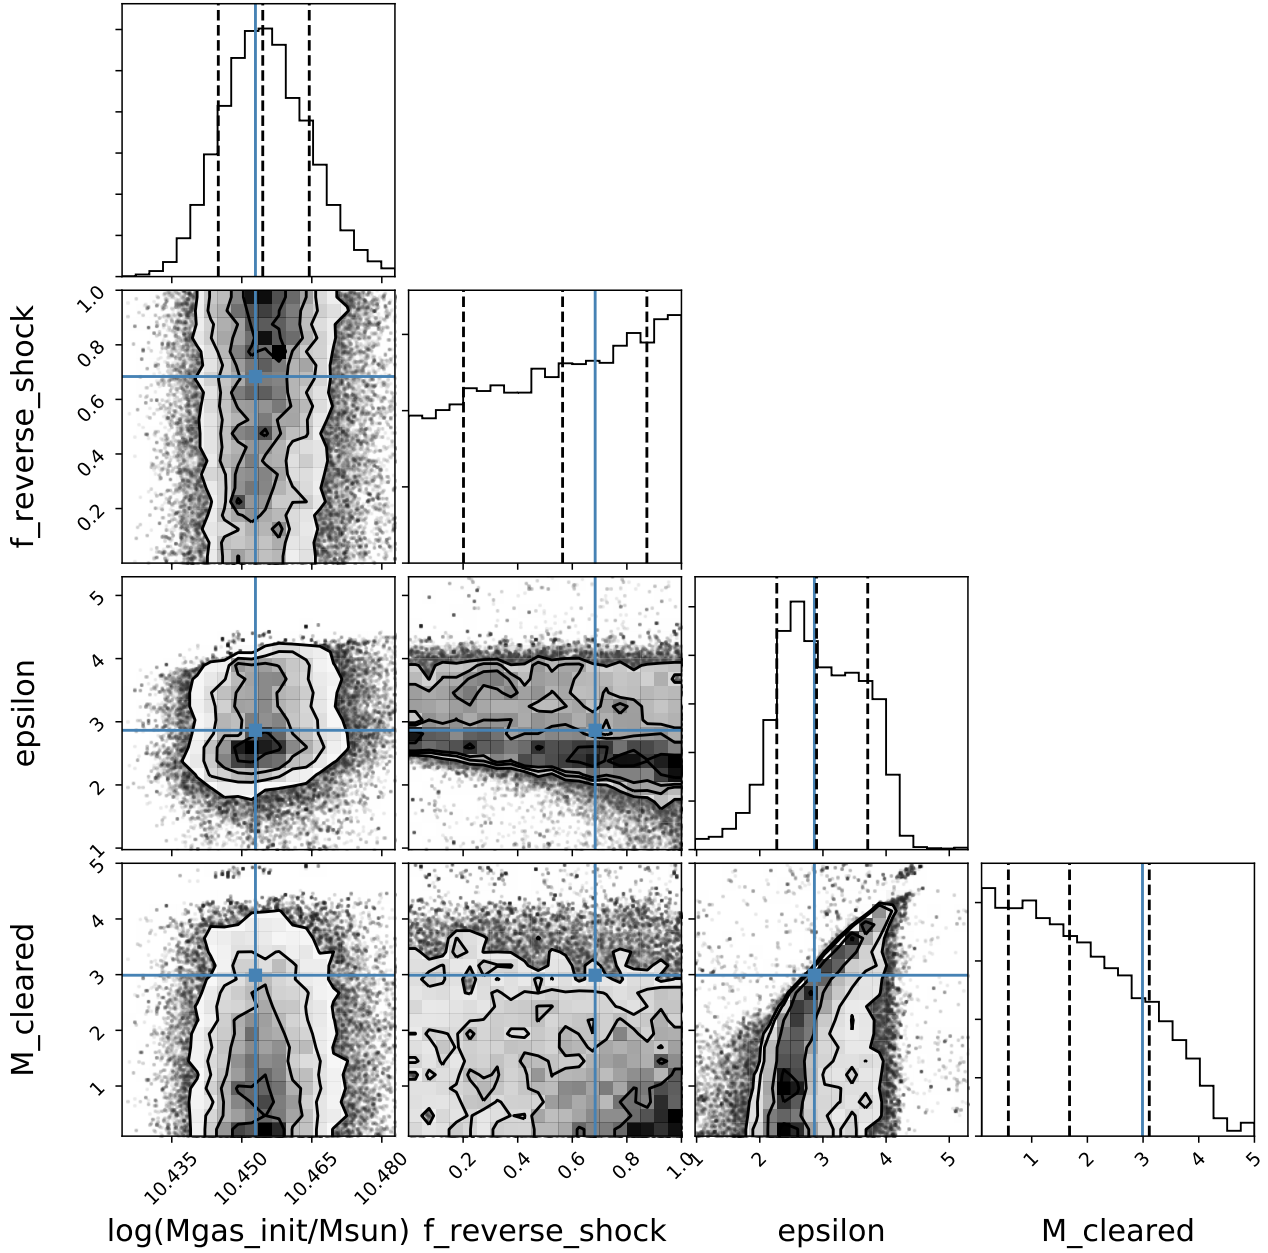 1.0
0.8
0.6
0.4
0.2
f_reverse_shock
5
4
3
2
1
epsilon
5
4
3
2
1
M_cleared
10.435 10.450 10.465 10.480
0.2 0.4 0.6 0.8 1.0
1 2 3 4 5
1 2 3 4 5
log(Mgas_init/Msun) f_reverse_shock epsilon M_cleared